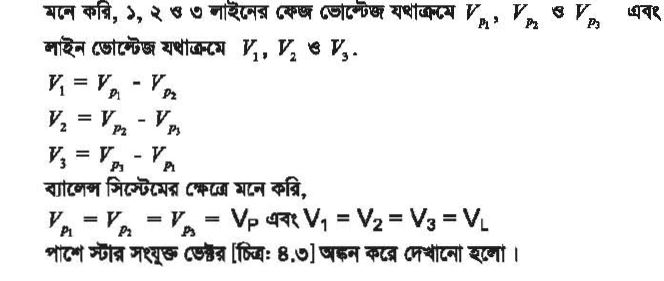 মনে করি, ১, ২ ও ৩ লাইনের কেজ ভোল্টেজ যথাক্রমে V_{p_1}, V_{p_2} ও V_{p_3} এবং
লাইন ভোল্টেজ যথাক্রমে V_1, V_2 ও V_3.
V_1 = V_{p_1} - V_{p_2}
V_2 = V_{p_2} - V_{p_3}
V_3 = V_{p_3} - V_{p_1}
ব্যালেন্স সিস্টেমের ক্ষেত্রে মনে করি,
V_{p_1} = V_{p_2} = V_{p_3} = V_P এবং V_1 = V_2 = V_3 = V_L
পাশে স্টার সংযুক্ত ভেক্টর [চিত্র: ৪.৩] অঙ্কন করে দেখানো হলো।